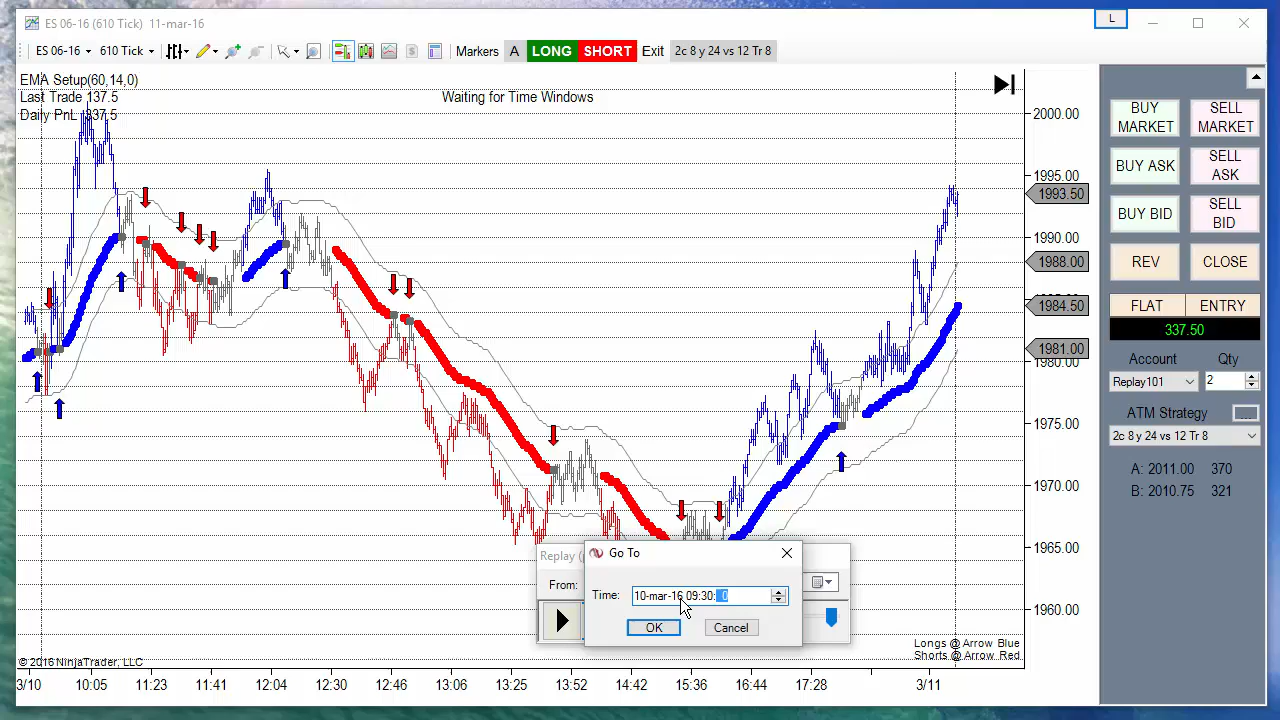 ES 06-16 (610 Tick) 11-mar-16
L
ES 06-16 610 Tick $ Markers A LONG SHORT Exit 2c 8 y 24 vs 12 Tr 8
EMA Setup(60,14,0)
Last Trade 137.5
Daily PnL 337.5
Waiting for Time Windows
2000.00
1995.00
1993.50
1990.00
1988.00
1984.50
1981.00
1980.00
1975.00
1970.00
1965.00
1960.00
BUY MARKET
SELL MARKET
BUY ASK
SELL ASK
BUY BID
SELL BID
REV
CLOSE
FLAT
ENTRY
337.50
Account
Qty
Replay101
2
ATM Strategy
2c 8 y 24 vs 12 Tr 8
A: 2011.00 370
B: 2010.75 321
Replay
From:
Go To
Time: 10-mar-16 09:30: 0
OK
Cancel
Longs @ Arrow Blue
Shorts @ Arrow Red
© 2016 NinjaTrader, LLC
3/10 10:05 11:23 11:41 12:04 12:30 12:46 13:06 13:25 13:52 14:42 15:36 16:44 17:28 3/11